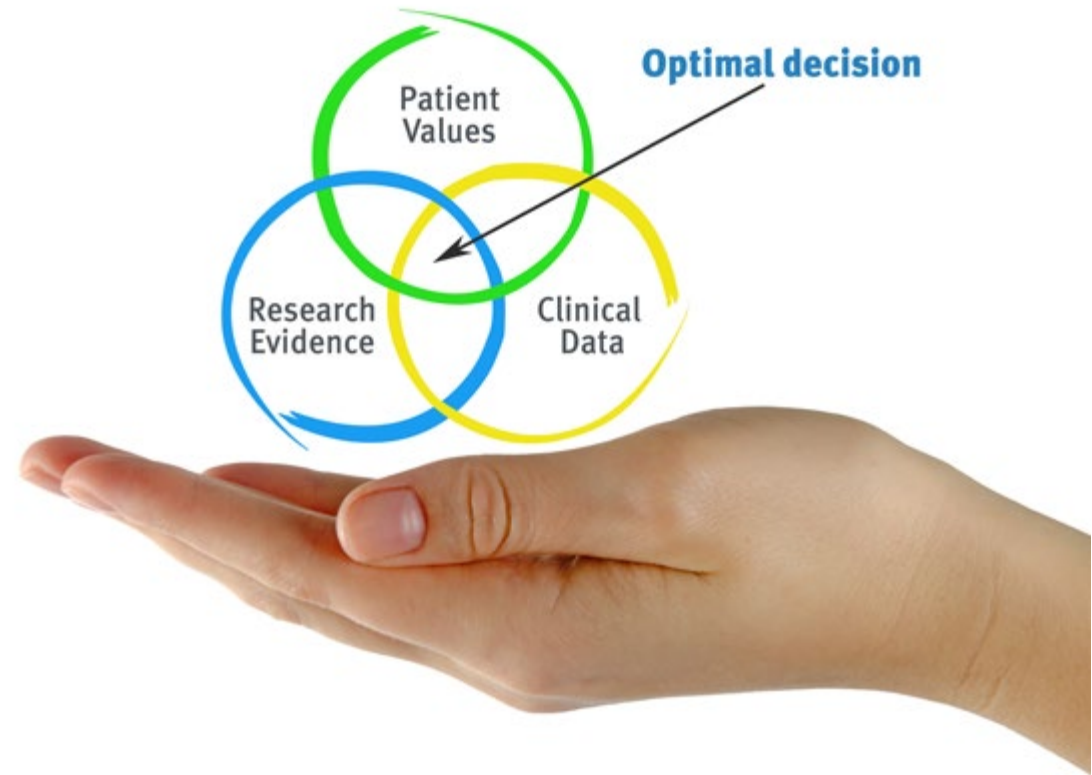 Optimal decision
Patient
Values
Research
Evidence
Clinical
Data